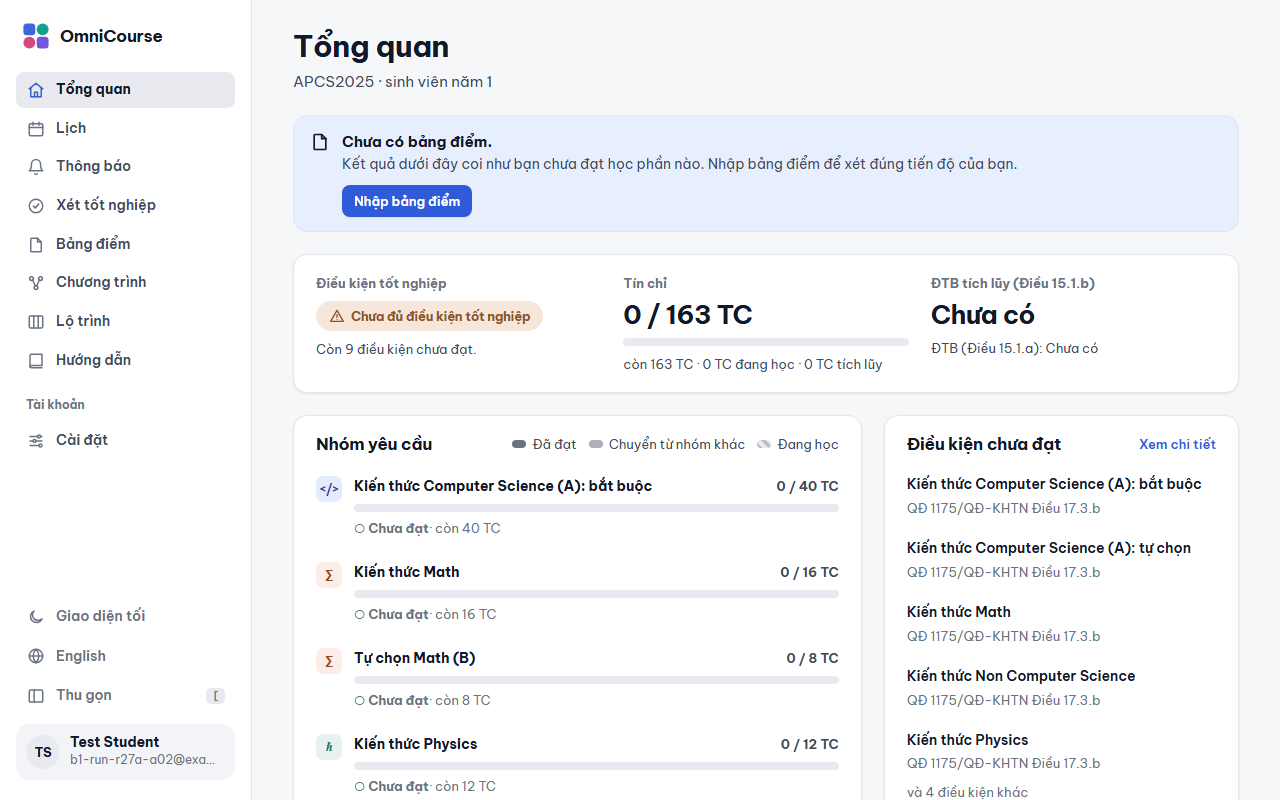 OmniCourse
Tổng quan
Lịch
Thông báo
Xét tốt nghiệp
Bảng điểm
Chương trình
Lộ trình
Hướng dẫn
Tài khoản
Cài đặt
Giao diện tối
English
Thu gọn [
TS
Test Student
b1-run-r27a-a02@exa...
Tổng quan
APCS2025 · sinh viên năm 1
Chưa có bảng điểm.
Kết quả dưới đây coi như bạn chưa đạt học phần nào. Nhập bảng điểm để xét đúng tiến độ của bạn.
Nhập bảng điểm
Điều kiện tốt nghiệp
Chưa đủ điều kiện tốt nghiệp
Còn 9 điều kiện chưa đạt.
Tín chỉ
0 / 163 TC
còn 163 TC · 0 TC đang học · 0 TC tích lũy
ĐTB tích lũy (Điều 15.1.b)
Chưa có
ĐTB (Điều 15.1.a): Chưa có
Nhóm yêu cầu
Đã đạt
Chuyển từ nhóm khác
Đang học
</> Kiến thức Computer Science (A): bắt buộc 0 / 40 TC
Chưa đạt · còn 40 TC
∑ Kiến thức Math 0 / 16 TC
Chưa đạt · còn 16 TC
∑ Tự chọn Math (B) 0 / 8 TC
Chưa đạt · còn 8 TC
ℏ Kiến thức Physics 0 / 12 TC
Chưa đạt · còn 12 TC
Điều kiện chưa đạt
Xem chi tiết
Kiến thức Computer Science (A): bắt buộc
QĐ 1175/QĐ-KHTN Điều 17.3.b
Kiến thức Computer Science (A): tự chọn
QĐ 1175/QĐ-KHTN Điều 17.3.b
Kiến thức Math
QĐ 1175/QĐ-KHTN Điều 17.3.b
Kiến thức Non Computer Science
QĐ 1175/QĐ-KHTN Điều 17.3.b
Kiến thức Physics
QĐ 1175/QĐ-KHTN Điều 17.3.b
và 4 điều kiện khác